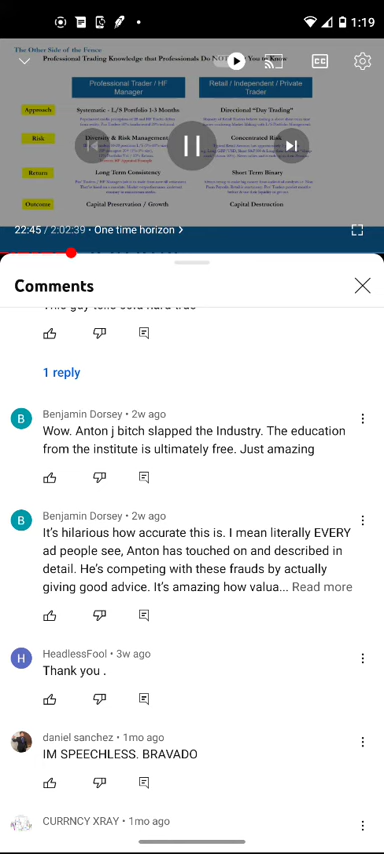 1:19
The Other Side of the Fence
Professional Trading Knowledge that Professionals Do NOT You to Know
Professional Trader / HF Manager
Retail / Independent / Private Trader
Approach
Systematic - L/S Portfolio 1-3 Months
Directional "Day Trading"
Risk
Diversity & Risk Management
Concentrated Risk
Return
Long Term Consistency
Short Term Binary
Outcome
Capital Preservation / Growth
Capital Destruction
22:45 / 2:02:39 • One time horizon >
Comments
1 reply
B
Benjamin Dorsey • 2w ago
Wow. Anton j bitch slapped the Industry. The education
from the institute is ultimately free. Just amazing
B
Benjamin Dorsey • 2w ago
It's hilarious how accurate this is. I mean literally EVERY
ad people see, Anton has touched on and described in
detail. He's competing with these frauds by actually
giving good advice. It's amazing how valua... Read more
H
HeadlessFool • 3w ago
Thank you .
daniel sanchez • 1mo ago
IM SPEECHLESS. BRAVADO
CURRNCY XRAY • 1mo ago